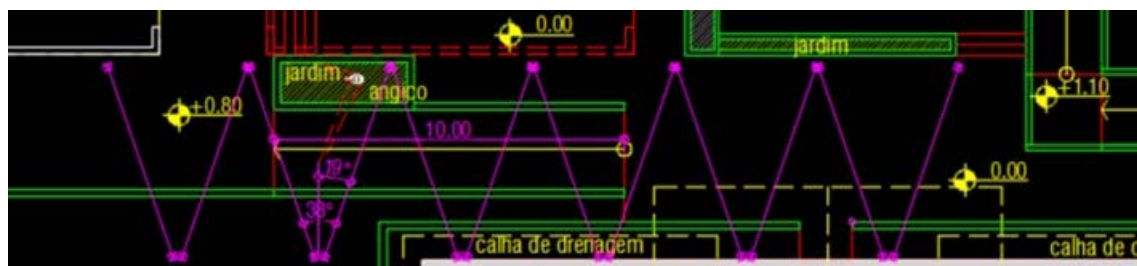 0.00
jardim
jardim
angico
+0.80
+1.10
10.00
19°
38°
0.00
calha de drenagem
calha de